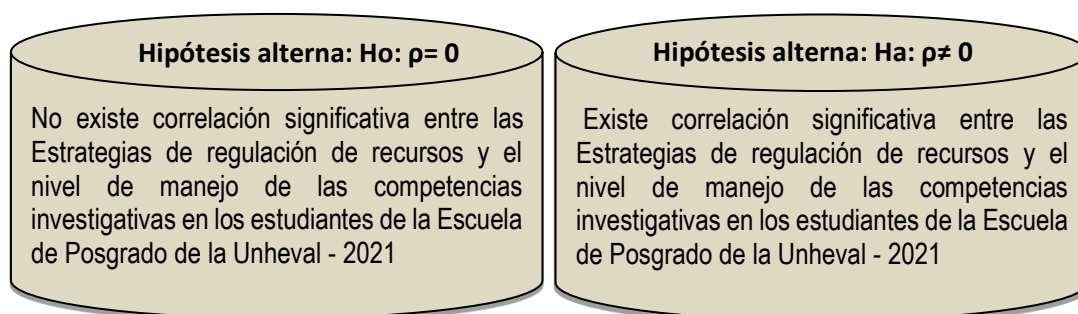 Hipótesis alterna: Ho: ρ= 0
No existe correlación significativa entre las
Estrategias de regulación de recursos y el
nivel de manejo de las competencias
investigativas en los estudiantes de la Escuela
de Posgrado de la Unheval - 2021
Hipótesis alterna: Ha: ρ≠ 0
Existe correlación significativa entre las
Estrategias de regulación de recursos y el
nivel de manejo de las competencias
investigativas en los estudiantes de la Escuela
de Posgrado de la Unheval - 2021